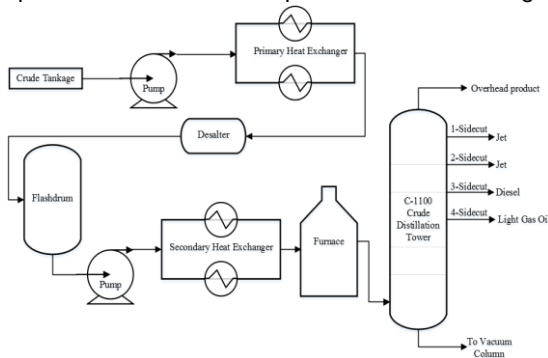 Crude Tankage
Pump
Primary Heat Exchanger
Overhead product
Desalter
1-Sidecut
Jet
2-Sidecut
Jet
3-Sidecut
Diesel
4-Sidecut
Light Gas Oi
C-1100
Crude
Distillation
Tower
Flashdrum
Pump
Secondary Heat Exchanger
Furnace
To Vacuum
Column